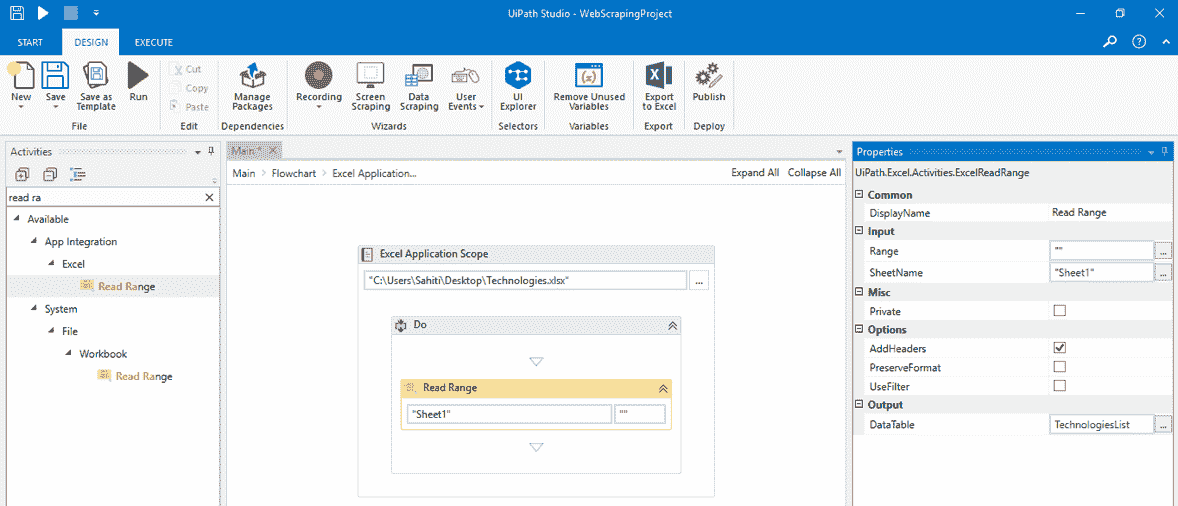 UiPath Studio - WebScrapingProject
START DESIGN EXECUTE
New Save Save as Template Run
Cut
Copy
Paste
Manage Packages
Recording Screen Scraping Data Scraping User Events
UI Explorer
Remove Unused Variables
Export to Excel
Publish
File Edit Dependencies Wizards Selectors Variables Export Deploy
Activities
read ra
Available
App Integration
Excel
Read Range
System
File
Workbook
Read Range
Main *
Main > Flowchart > Excel Application... Expand All Collapse All
Excel Application Scope
"C:\Users\Sahiti\Desktop\Technologies.xlsx" ...
Do
Read Range
"Sheet1" ""
Properties
UiPath.Excel.Activities.ExcelReadRange
Common
DisplayName Read Range
Input
Range "" ...
SheetName "Sheet1" ...
Misc
Private
Options
AddHeaders
PreserveFormat
UseFilter
Output
DataTable TechnologiesList ...